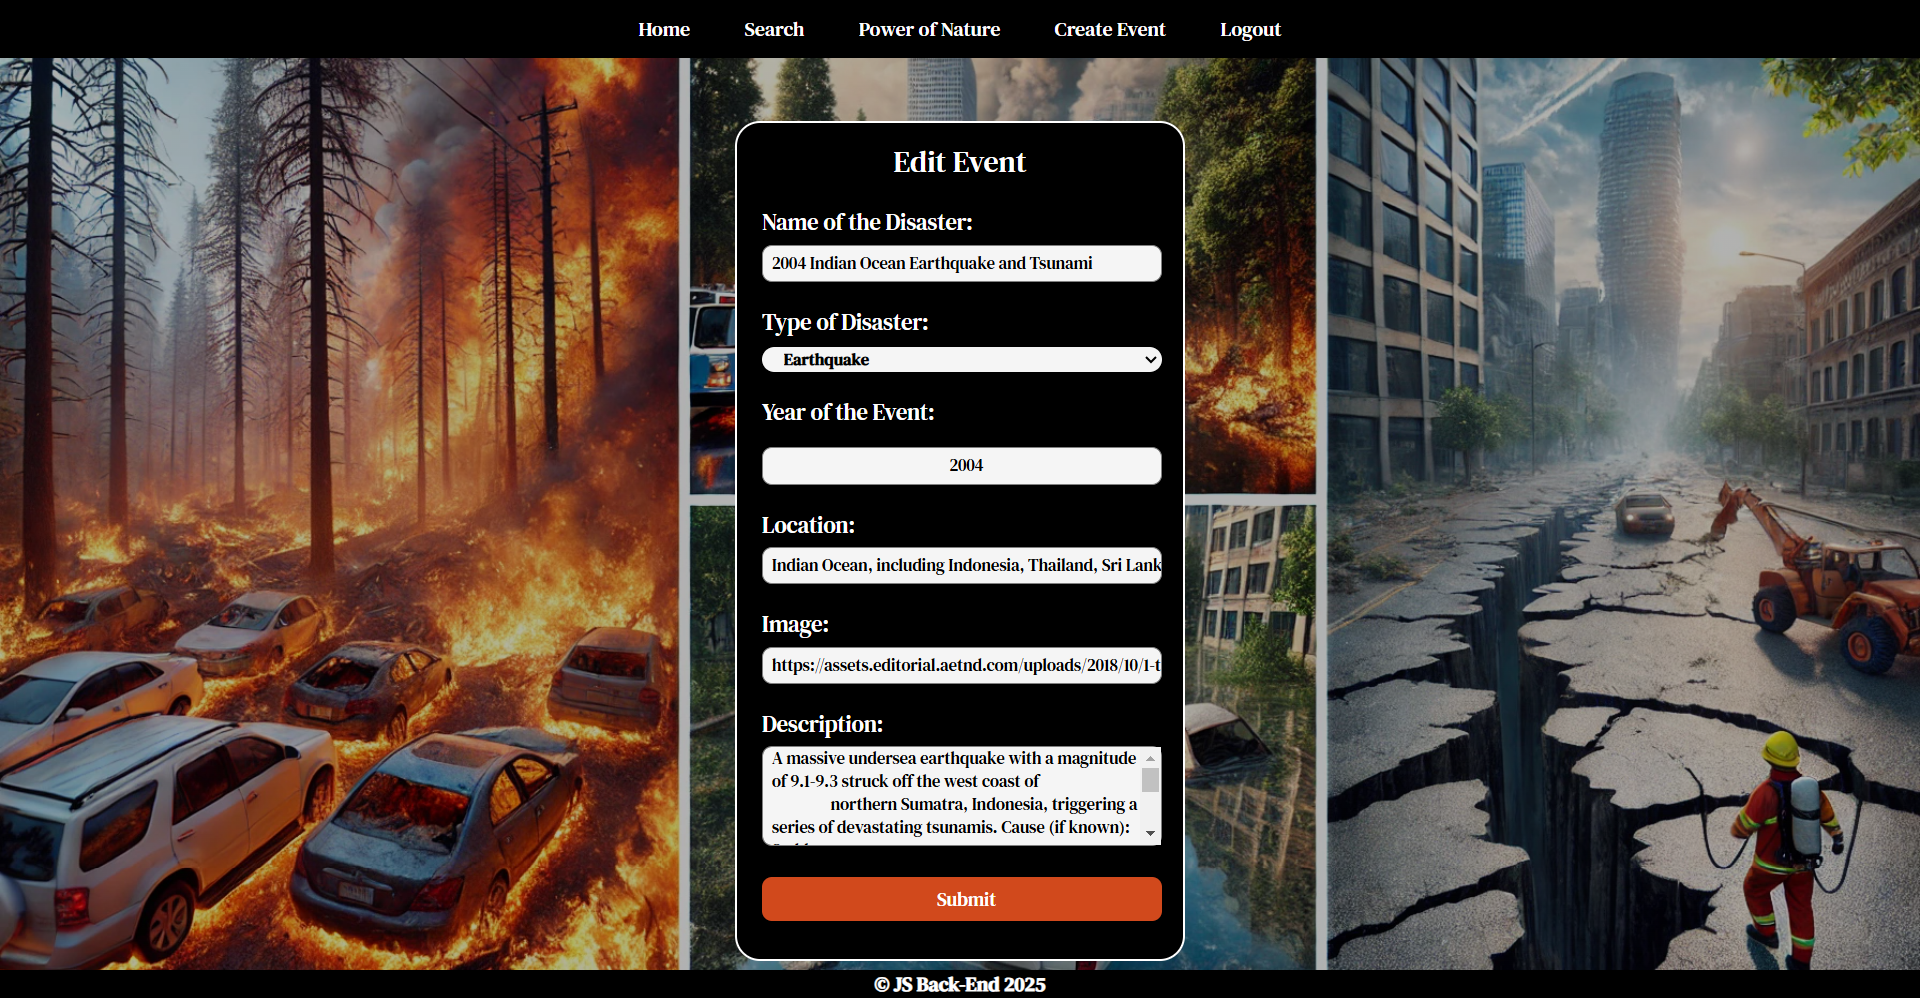 Home Search Power of Nature Create Event Logout
Edit Event
Name of the Disaster:
2004 Indian Ocean Earthquake and Tsunami
Type of Disaster:
Earthquake
Year of the Event:
2004
Location:
Indian Ocean, including Indonesia, Thailand, Sri Lank
Image:
https://assets.editorial.aetnd.com/uploads/2018/10/1-t
Description:
A massive undersea earthquake with a magnitude
of 9.1-9.3 struck off the west coast of
northern Sumatra, Indonesia, triggering a
series of devastating tsunamis. Cause (if known):
Submit
© JS Back-End 2025